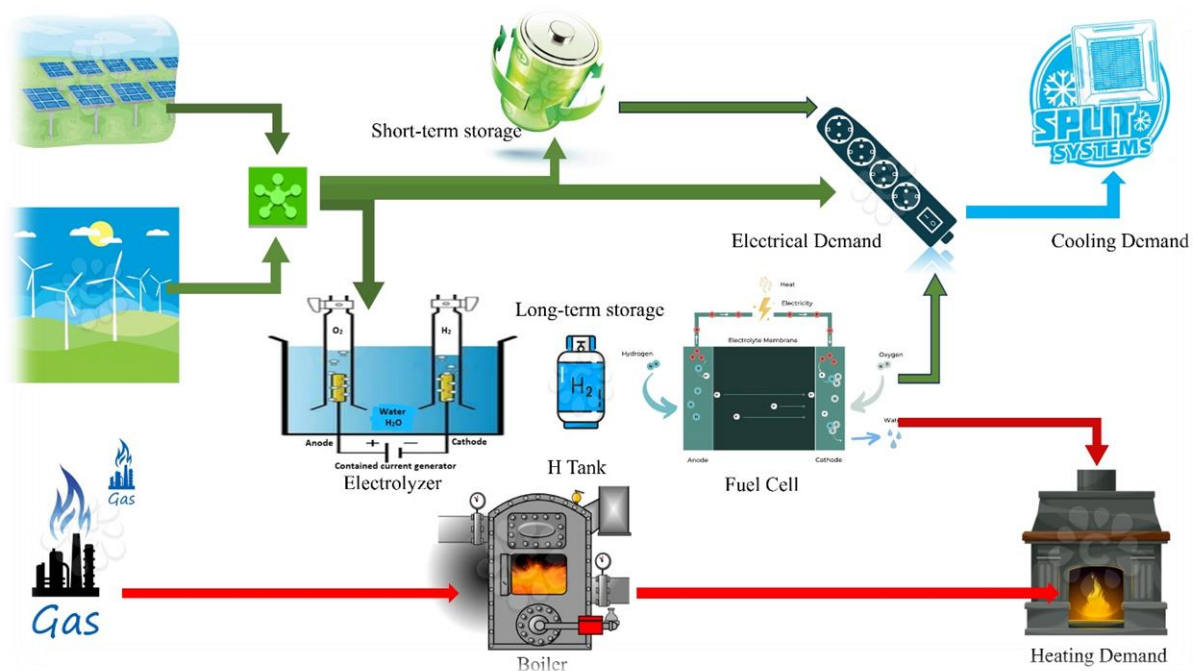 Short-term storage
SPLIT
SYSTEMS
Electrical Demand
Cooling Demand
Heat
Electricity
Long-term storage
Electrolyte Membrane
Hydrogen
Oxygen
O₂
H₂
H₂
Water
H₂O
Anode
+
−
Cathode
Contained current generator
Electrolyzer
H Tank
Anode
Cathode
Fuel Cell
Gas
Gas
Boiler
Heating Demand